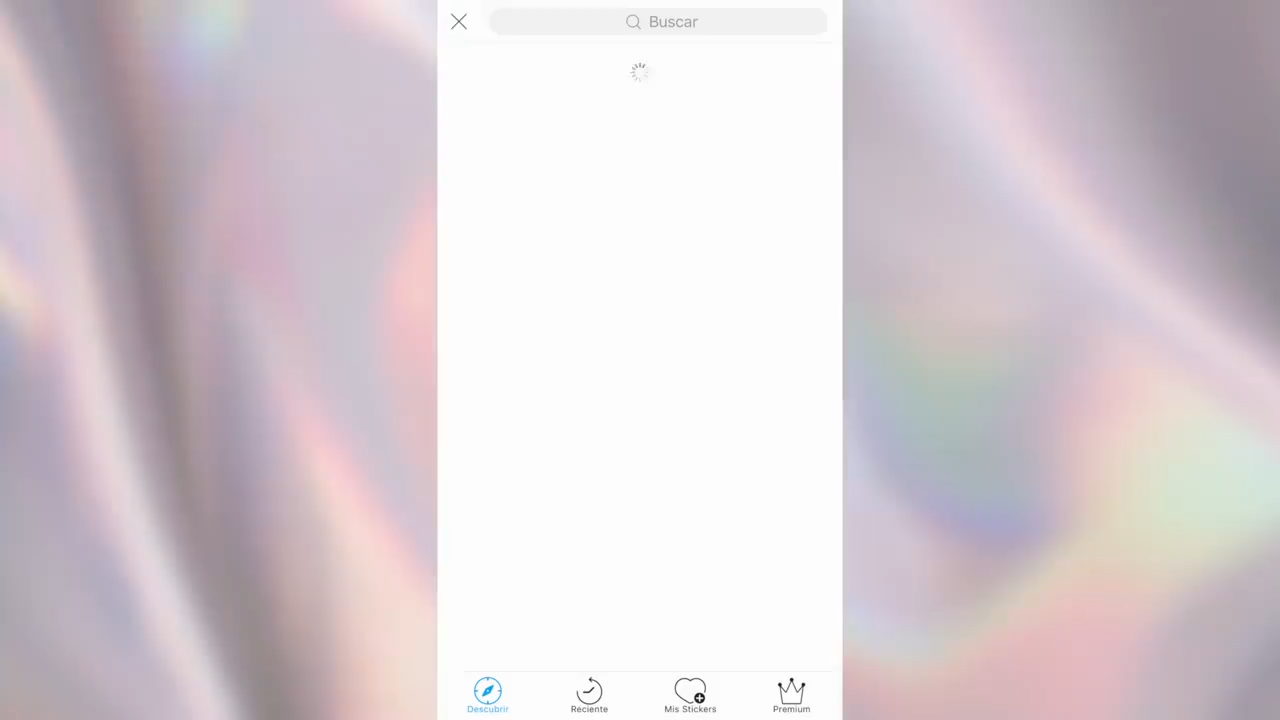 Buscar
Descubrir
Reciente
Mis Stickers
Premium